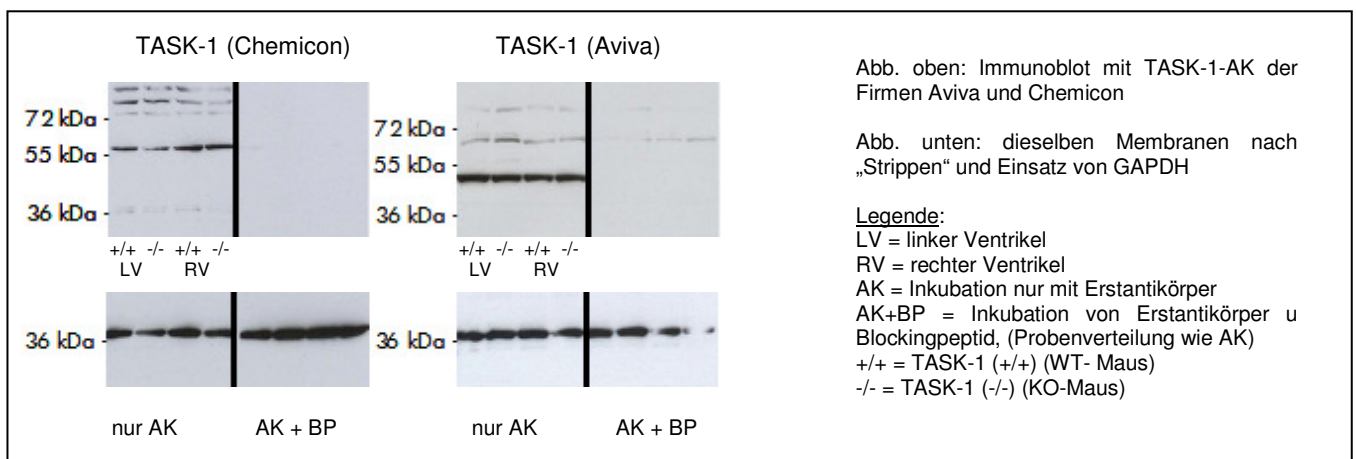 TASK-1 (Chemicon)
72 kDa -
55 kDa -
36 kDa -
+/+ -/- +/+ -/-
LV RV
36 kDa -
nur AK AK + BP
TASK-1 (Aviva)
72 kDa -
55 kDa -
36 kDa -
+/+ -/- +/+ -/-
LV RV
36 kDa -
nur AK AK + BP
Abb. oben: Immunoblot mit TASK-1-AK der
Firmen Aviva und Chemicon
Abb. unten: dieselben Membranen nach
„Strippen“ und Einsatz von GAPDH
Legende:
LV = linker Ventrikel
RV = rechter Ventrikel
AK = Inkubation nur mit Erstantikörper
AK+BP = Inkubation von Erstantikörper u
Blockingpeptid, (Probenverteilung wie AK)
+/+ = TASK-1 (+/+) (WT- Maus)
-/- = TASK-1 (-/-) (KO-Maus)